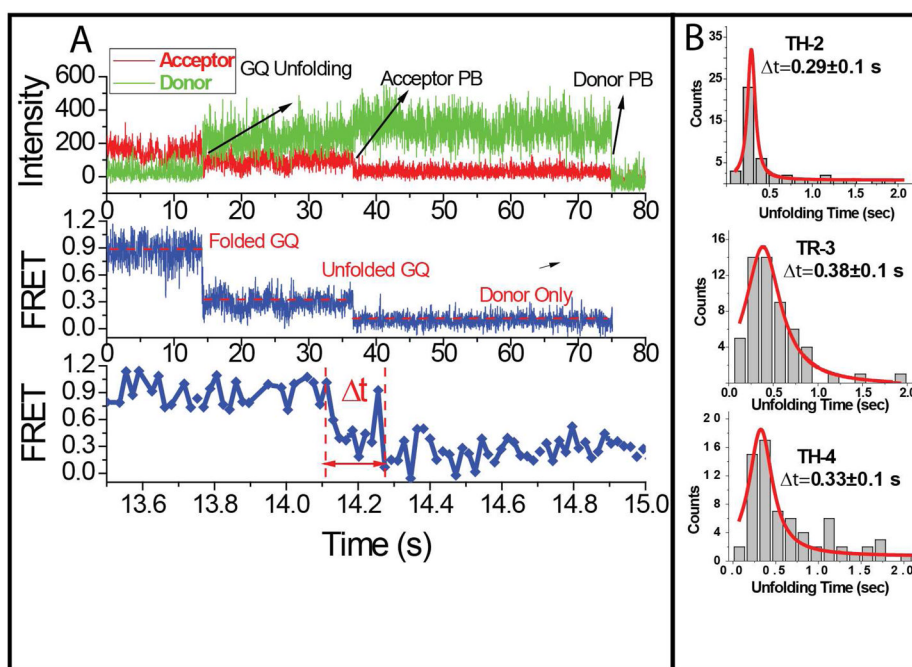 A
Acceptor
Donor
GQ Unfolding
Acceptor PB
Donor PB
Intensity
600
400
200
0
0 10 20 30 40 50 60 70 80
FRET
1.2
0.9
0.6
0.3
0.0
Folded GQ
Unfolded GQ
Donor Only
0 10 20 30 40 50 60 70 80
FRET
1.2
0.9
0.6
0.3
0.0
Δt
13.6 13.8 14.0 14.2 14.4 14.6 14.8 15.0
Time (s)
B
TH-2
Δt=0.29±0.1 s
Counts
35
25
15
5
0.5 1.0 1.5 2.0
Unfolding Time (sec)
TR-3
Δt=0.38±0.1 s
Counts
16
12
8
4
0
0.0 0.5 1.0 1.5 2.0
Unfolding Time (sec)
TH-4
Δt=0.33±0.1 s
Counts
20
16
12
8
4
0
0.0 0.5 1.0 1.5 2.0
Unfolding Time (sec)